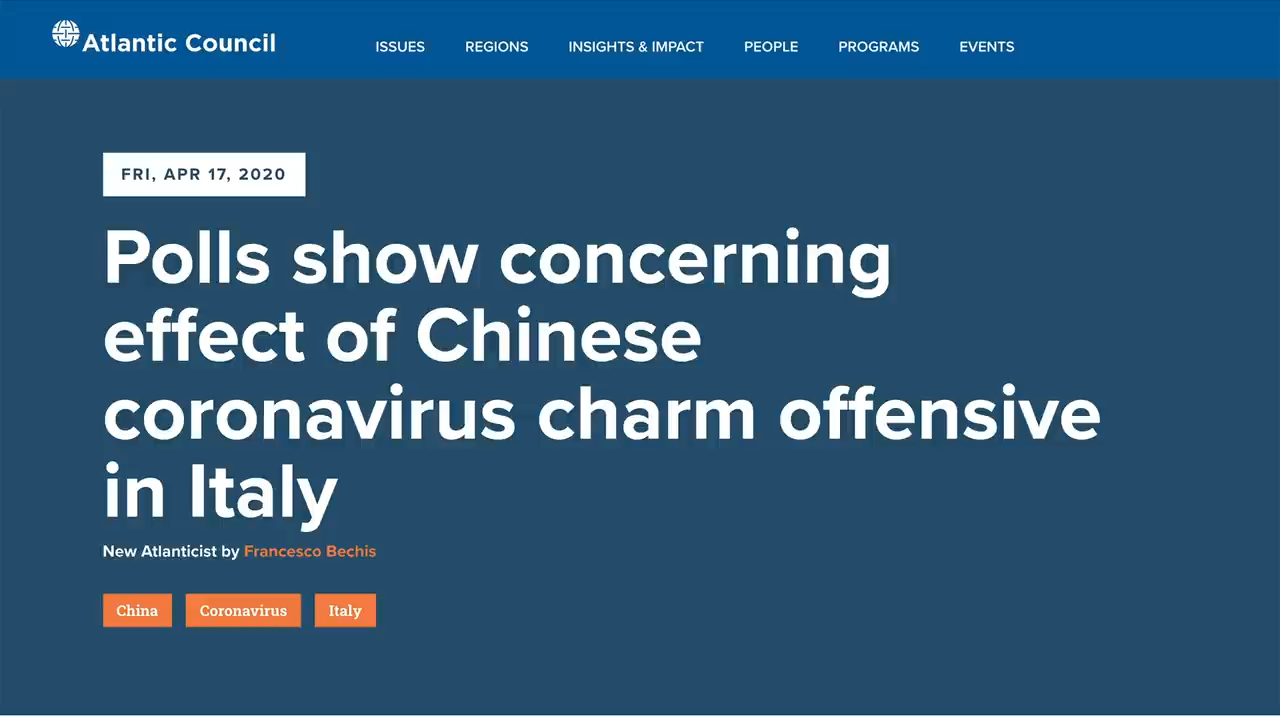 Atlantic Council
ISSUES REGIONS INSIGHTS & IMPACT PEOPLE PROGRAMS EVENTS
FRI, APR 17, 2020
Polls show concerning
effect of Chinese
coronavirus charm offensive
in Italy
New Atlanticist by Francesco Bechis
China Coronavirus Italy